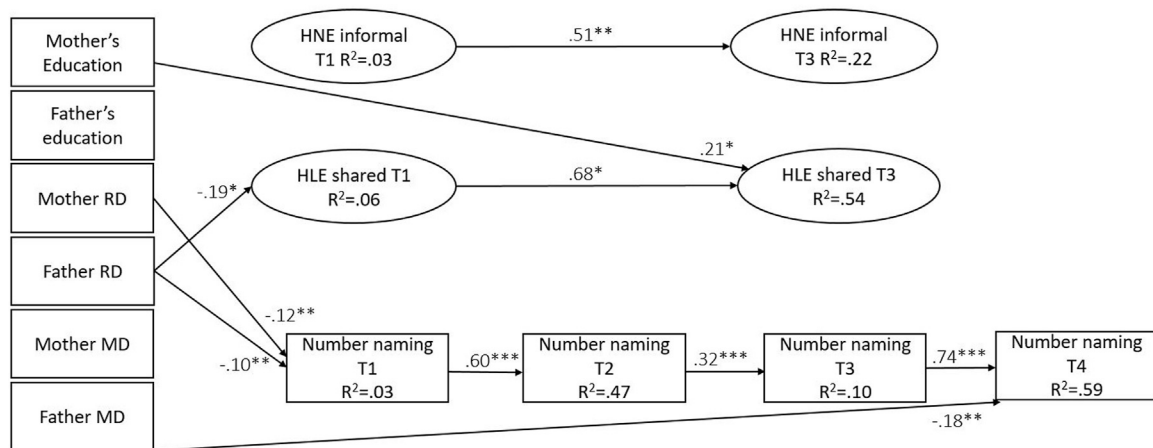 Mother's
Education
Father's
education
Mother RD
Father RD
Mother MD
Father MD
HNE informal
T1 R²=.03
.51**
HNE informal
T3 R²=.22
.21*
-.19*
HLE shared T1
R²=.06
.68*
HLE shared T3
R²=.54
-.12**
-.10**
Number naming
T1
R²=.03
.60***
Number naming
T2
R²=.47
.32***
Number naming
T3
R²=.10
.74***
Number naming
T4
R²=.59
-.18**